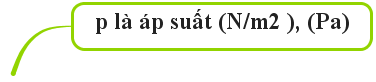 p là áp suất (N/m2 ), (Pa)